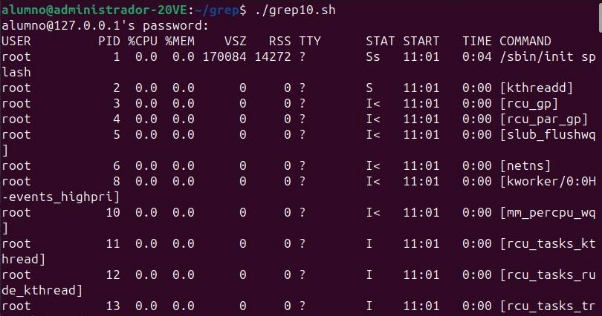 alumno@administrador-20VE:~/grep$ ./grep10.sh
alumno@127.0.0.1's password:
USER         PID %CPU %MEM    VSZ   RSS TTY      STAT START   TIME COMMAND
root           1  0.0  0.0 170084 14272 ?        Ss   11:01   0:04 /sbin/init sp
lash
root           2  0.0  0.0      0     0 ?        S    11:01   0:00 [kthreadd]
root           3  0.0  0.0      0     0 ?        I<   11:01   0:00 [rcu_gp]
root           4  0.0  0.0      0     0 ?        I<   11:01   0:00 [rcu_par_gp]
root           5  0.0  0.0      0     0 ?        I<   11:01   0:00 [slub_flushwq
]
root           6  0.0  0.0      0     0 ?        I<   11:01   0:00 [netns]
root           8  0.0  0.0      0     0 ?        I<   11:01   0:00 [kworker/0:0H
-events_highpri]
root          10  0.0  0.0      0     0 ?        I<   11:01   0:00 [mm_percpu_wq
]
root          11  0.0  0.0      0     0 ?        I    11:01   0:00 [rcu_tasks_kt
hread]
root          12  0.0  0.0      0     0 ?        I    11:01   0:00 [rcu_tasks_ru
de_kthread]
root          13  0.0  0.0      0     0 ?        I    11:01   0:00 [rcu_tasks_tr